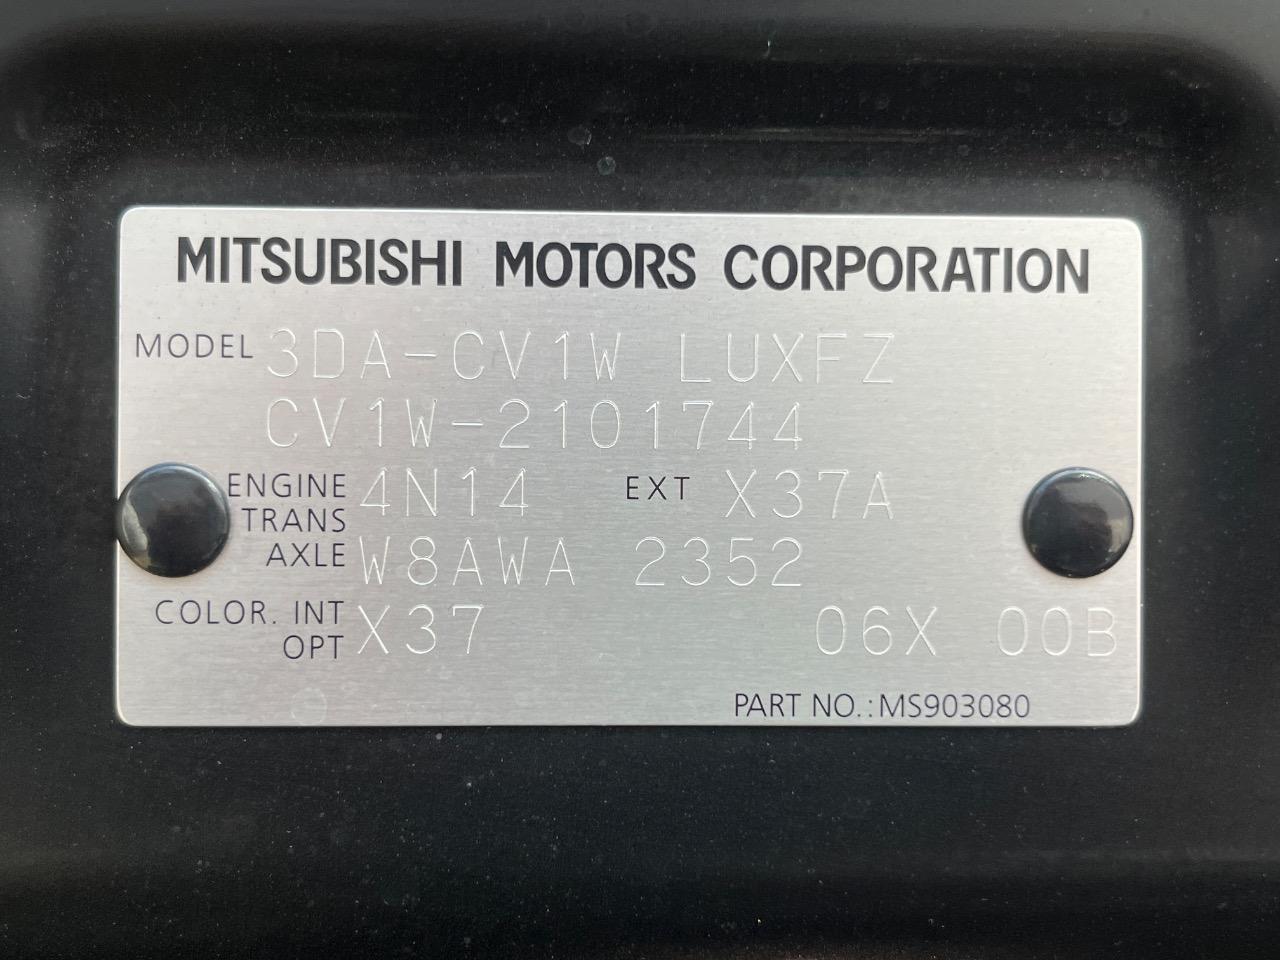 MITSUBISHI MOTORS CORPORATION
MODEL 3DA-CV1W LUXFZ
CV1W-2101744
ENGINE 4N14 EXT X37A
TRANS
AXLE W8AWA 2352
COLOR. INT X37 06X 00B
OPT
PART NO.:MS903080